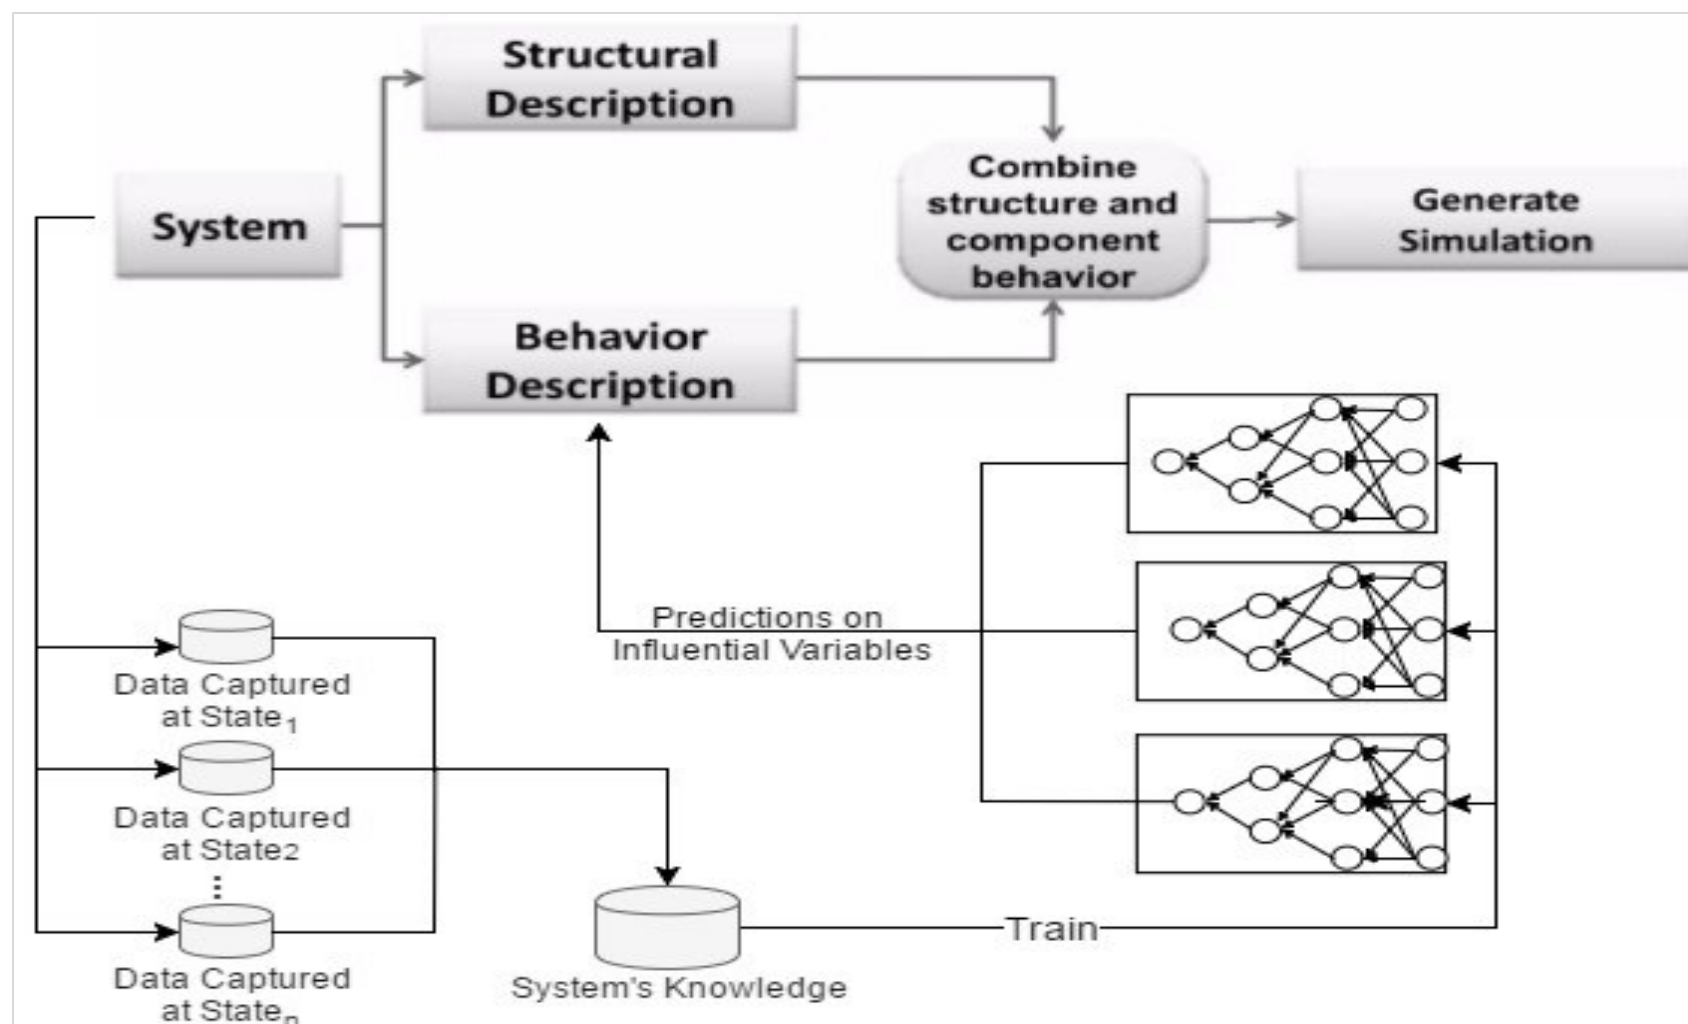 Structural
Description
System
Combine
structure and
component
behavior
Generate
Simulation
Behavior
Description
Predictions on
Influential Variables
Data Captured
at State1
Data Captured
at State2
Data Captured
at Staten
Train
System's Knowledge